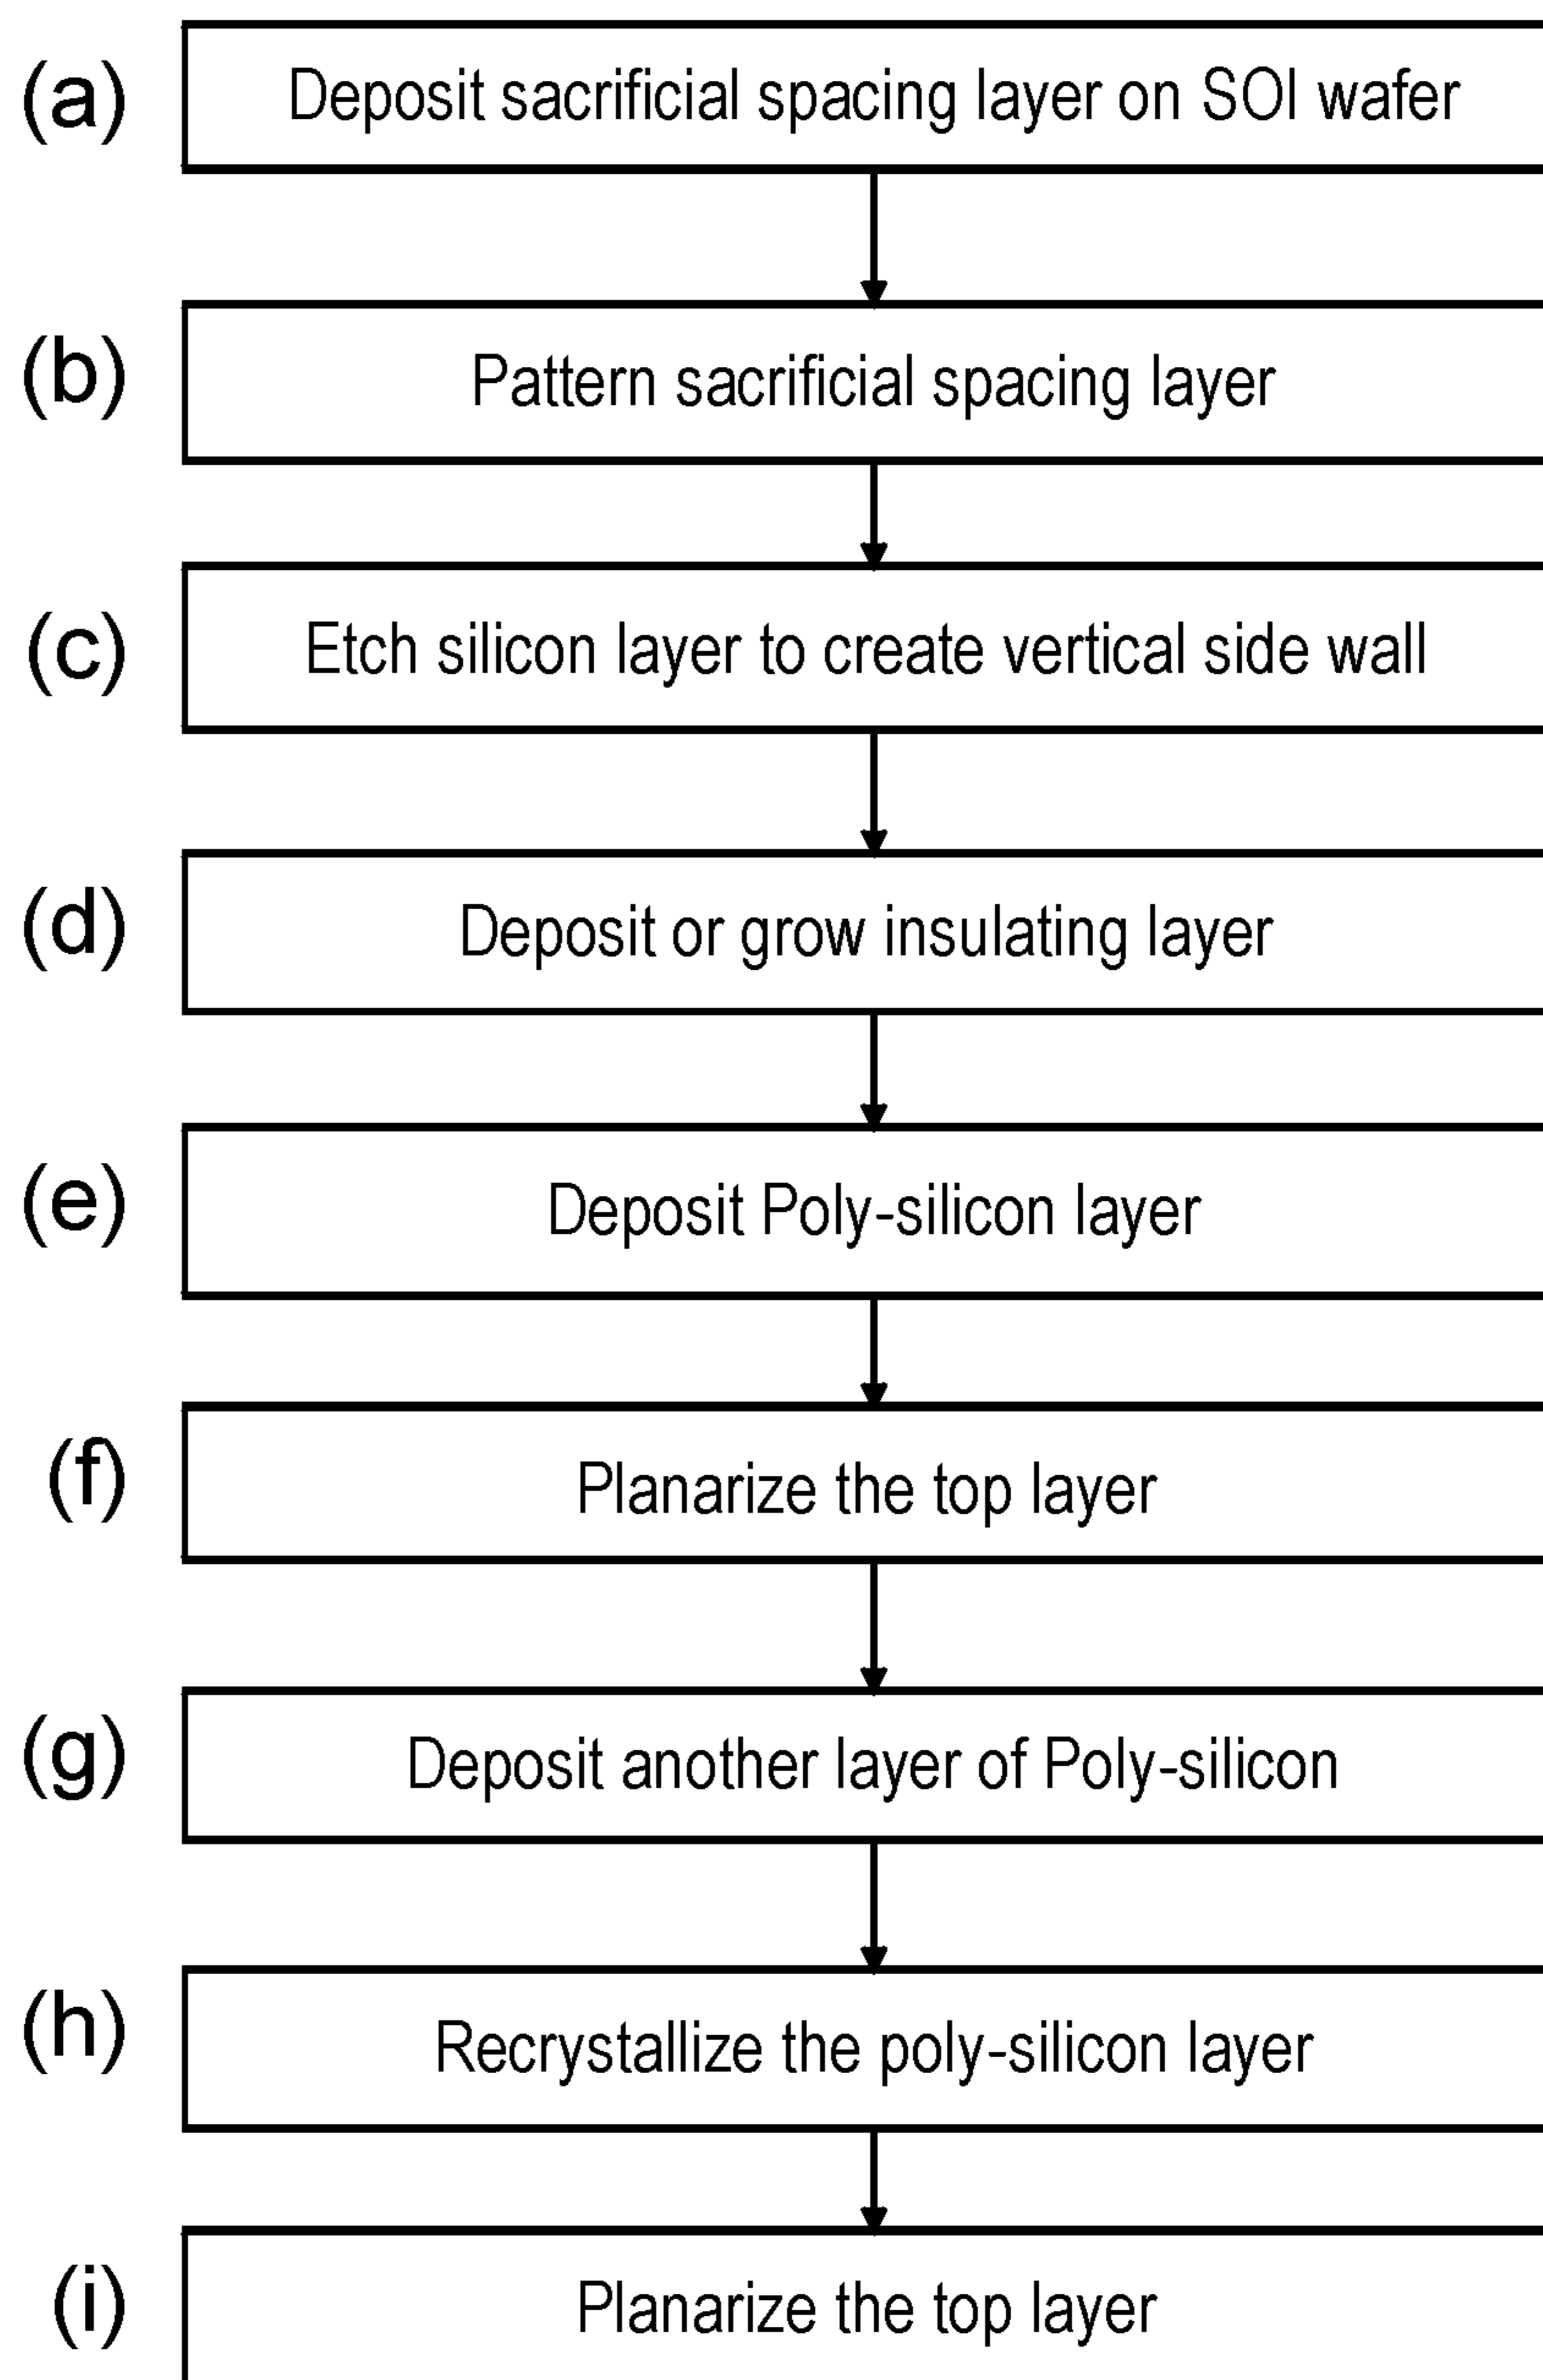 (a) Deposit sacrificial spacing layer on SOI wafer
(b) Pattern sacrificial spacing layer
(c) Etch silicon layer to create vertical side wall
(d) Deposit or grow insulating layer
(e) Deposit Poly-silicon layer
(f) Planarize the top layer
(g) Deposit another layer of Poly-silicon
(h) Recrystallize the poly-silicon layer
(i) Planarize the top layer